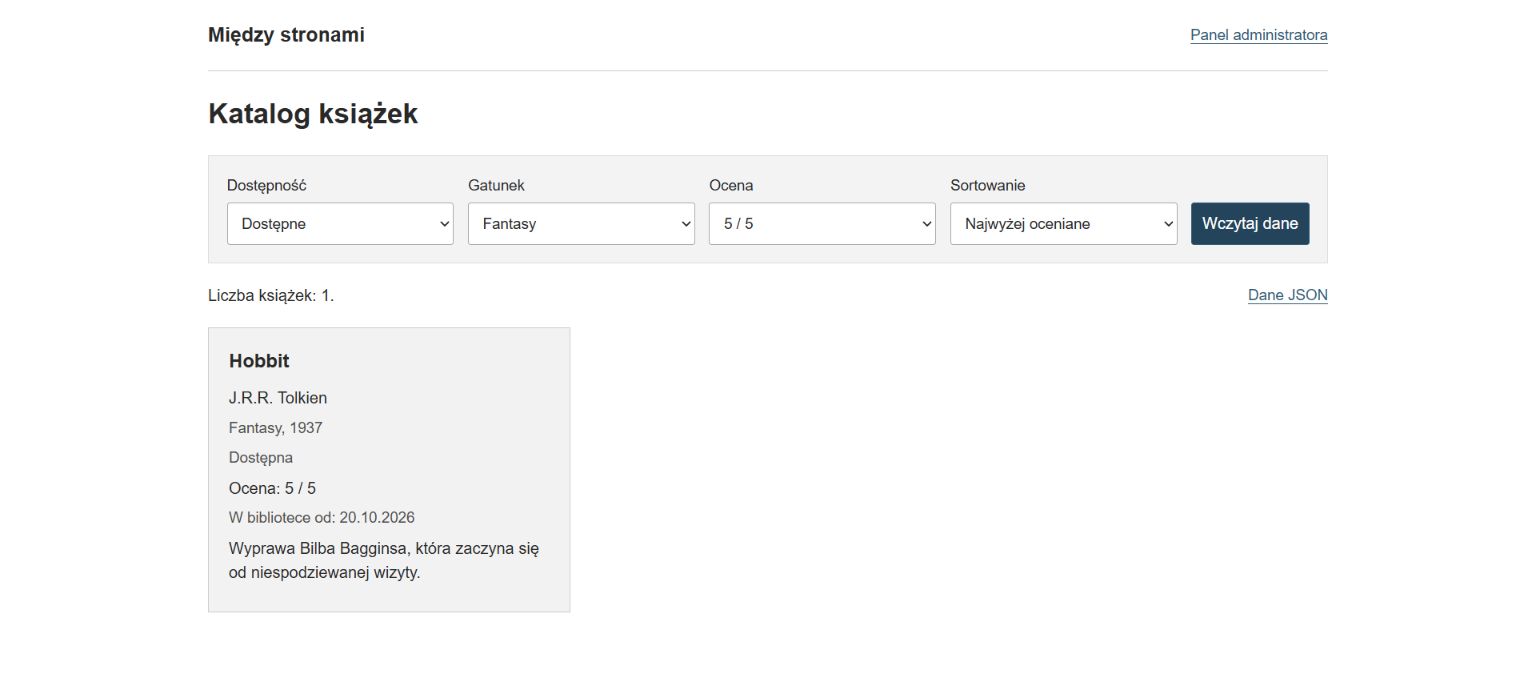 Między stronami
Panel administratora
Katalog książek
Dostępność
Gatunek
Ocena
Sortowanie
Dostępne
Fantasy
5 / 5
Najwyżej oceniane
Wczytaj dane
Liczba książek: 1.
Dane JSON
Hobbit
J.R.R. Tolkien
Fantasy, 1937
Dostępna
Ocena: 5 / 5
W bibliotece od: 20.10.2026
Wyprawa Bilba Bagginsa, która zaczyna się
od niespodziewanej wizyty.